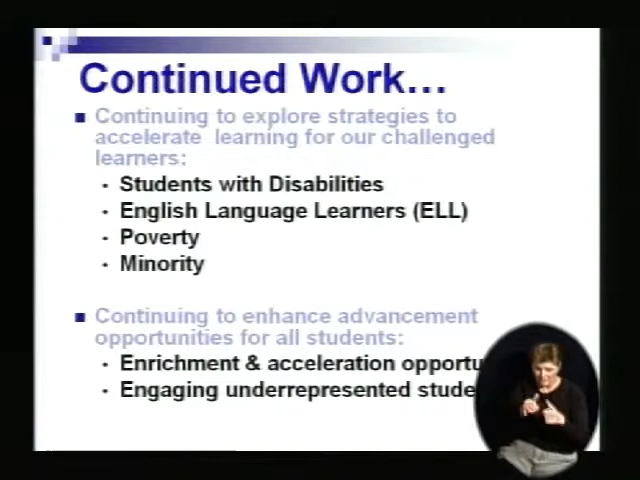 Continued Work...
Continuing to explore strategies to
accelerate learning for our challenged
learners:
Students with Disabilities
English Language Learners (ELL)
Poverty
Minority
Continuing to enhance advancement
opportunities for all students:
Enrichment & acceleration
Engaging underrepresented